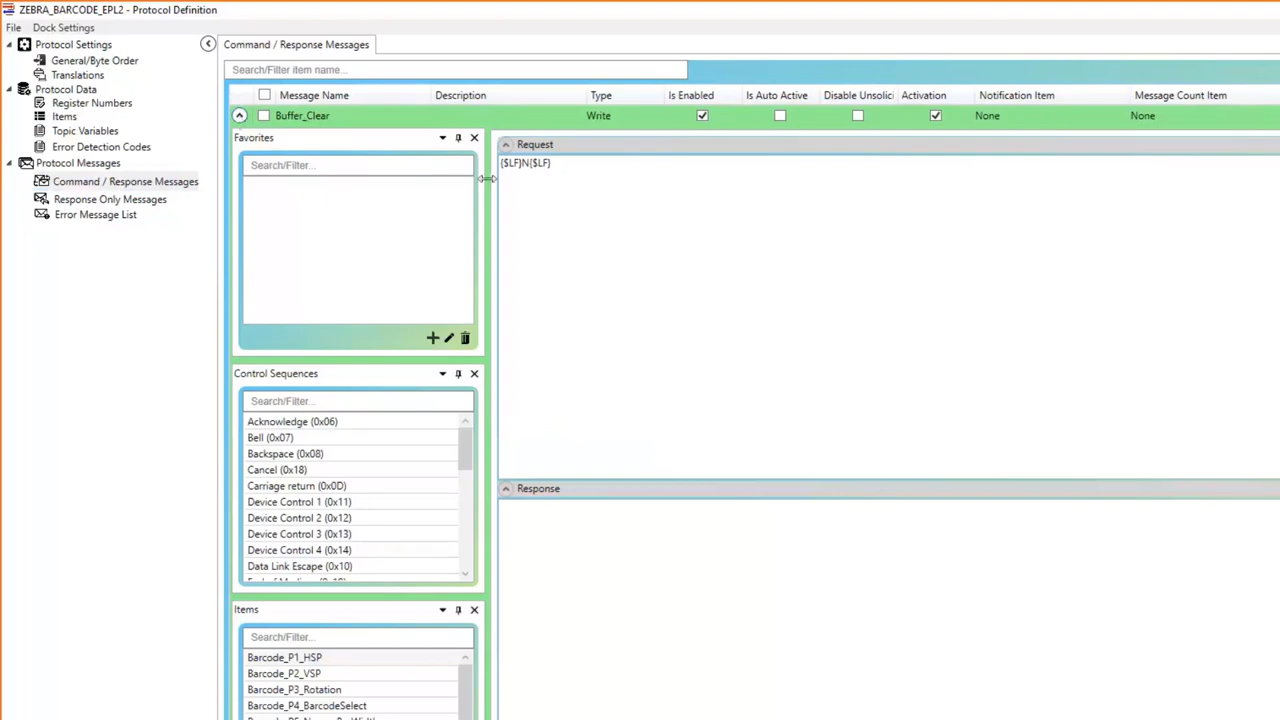 ZEBRA_BARCODE_EPL2 - Protocol Definition
File Dock Settings
Protocol Settings
General/Byte Order
Translations
Protocol Data
Register Numbers
Items
Topic Variables
Error Detection Codes
Protocol Messages
Command / Response Messages
Response Only Messages
Error Message List
Command / Response Messages
Search/Filter item name...
Message Name Description Type Is Enabled Is Auto Active Disable Unsolici Activation Notification Item Message Count Item
Buffer_Clear Write None None
Favorites
Search/Filter...
Control Sequences
Search/Filter...
Acknowledge (0x06)
Bell (0x07)
Backspace (0x08)
Cancel (0x18)
Carriage return (0x0D)
Device Control 1 (0x11)
Device Control 2 (0x12)
Device Control 3 (0x13)
Device Control 4 (0x14)
Data Link Escape (0x10)
Items
Search/Filter...
Barcode_P1_HSP
Barcode_P2_VSP
Barcode_P3_Rotation
Barcode_P4_BarcodeSelect
Request
{$LF}N{$LF}
Response